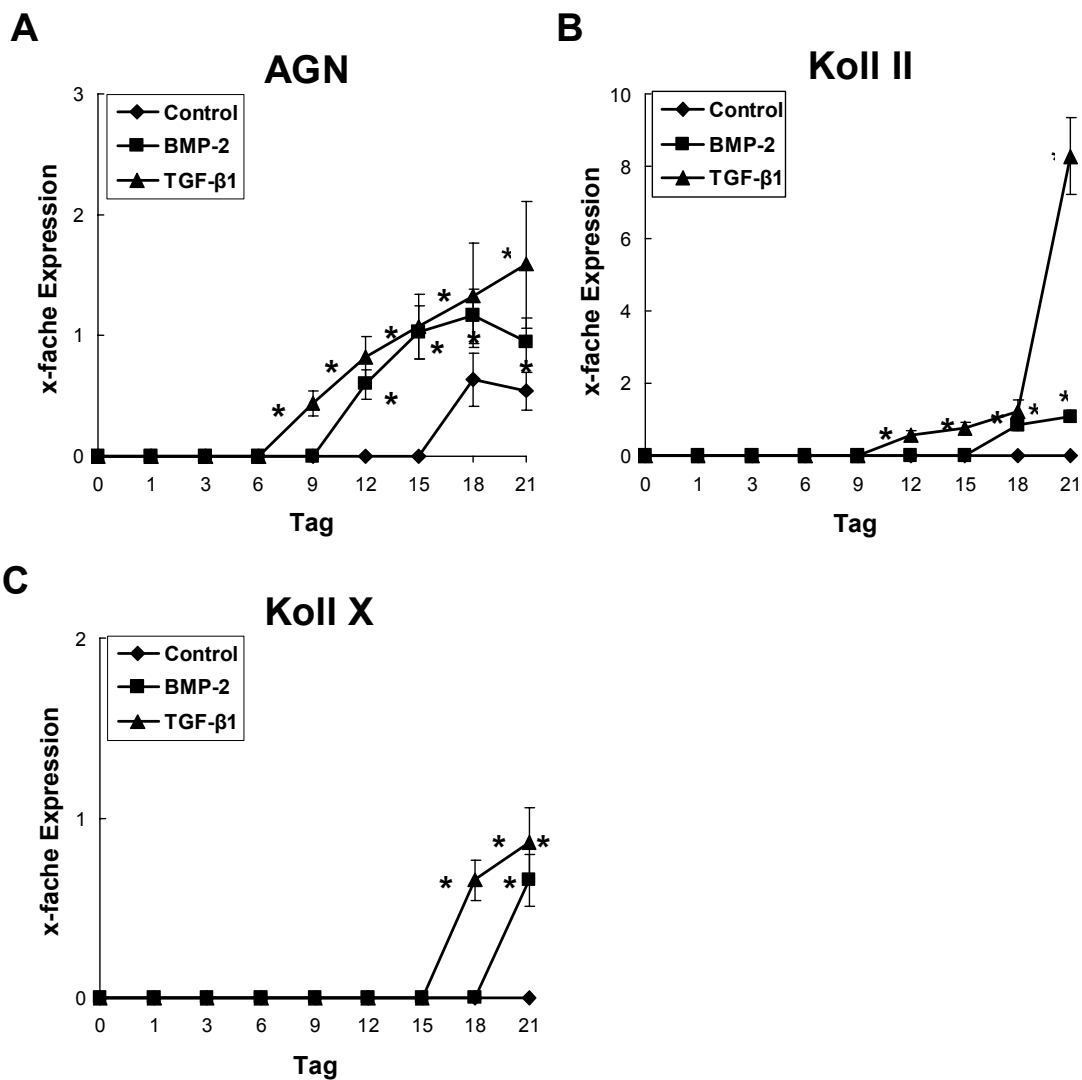 A
AGN
3
2
1
0
Control
BMP-2
TGF-β1
x-fache Expression
*
*
*
*
*
*
*
*
*
0 1 3 6 9 12 15 18 21
Tag
B
Koll II
10
8
6
4
2
0
Control
BMP-2
TGF-β1
x-fache Expression
*
*
*
*
*
*
0 1 3 6 9 12 15 18 21
Tag
C
Koll X
2
1
0
Control
BMP-2
TGF-β1
x-fache Expression
* *
* *
0 1 3 6 9 12 15 18 21
Tag